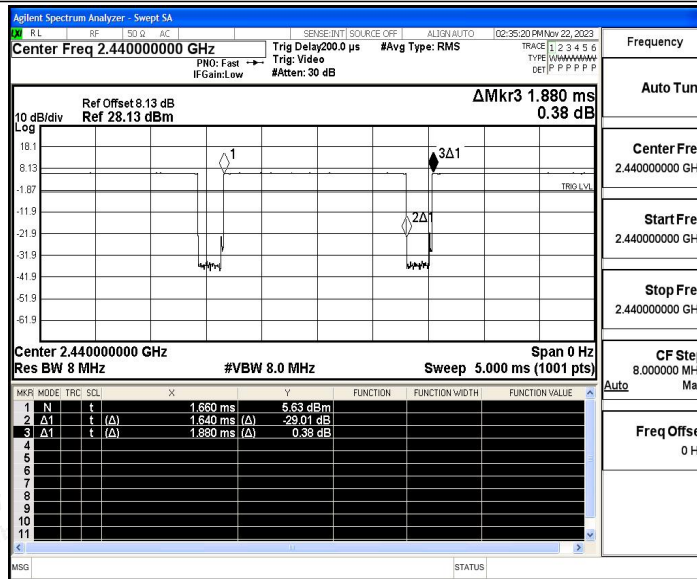 Agilent Spectrum Analyzer - Swept SA
RL RF 50 Ω AC SENSE:INT SOURCE OFF ALIGN AUTO 02:35:20 PM Nov 22, 2023
Center Freq 2.440000000 GHz
PNO: Fast
IFGain:Low
Trig Delay200.0 µs
Trig: Video
#Atten: 30 dB
#Avg Type: RMS
TRACE 1 2 3 4 5 6
TYPE
DET P P P P P P
Frequency
Auto Tun
Center Fre
2.440000000 GH
Start Fre
2.440000000 GH
Stop Fre
2.440000000 GH
CF Ste
8.000000 MH
Auto Ma
Freq Offse
0 H
ΔMkr3 1.880 ms
0.38 dB
Ref Offset 8.13 dB
10 dB/div Ref 28.13 dBm
Log
18.1
8.13
-1.87
-11.9
-21.9
-31.9
-41.9
-51.9
-61.9
1
3Δ1
TRIG LVL
2Δ1
Center 2.440000000 GHz Span 0 Hz
Res BW 8 MHz #VBW 8.0 MHz Sweep 5.000 ms (1001 pts)
MKR MODE TRC SCL X Y FUNCTION FUNCTION WIDTH FUNCTION VALUE
1 N t 1.660 ms 5.63 dBm
2 Δ1 t (Δ) 1.640 ms (Δ) -29.01 dB
3 Δ1 t (Δ) 1.880 ms (Δ) 0.38 dB
4
5
6
7
8
9
10
11
MSG STATUS